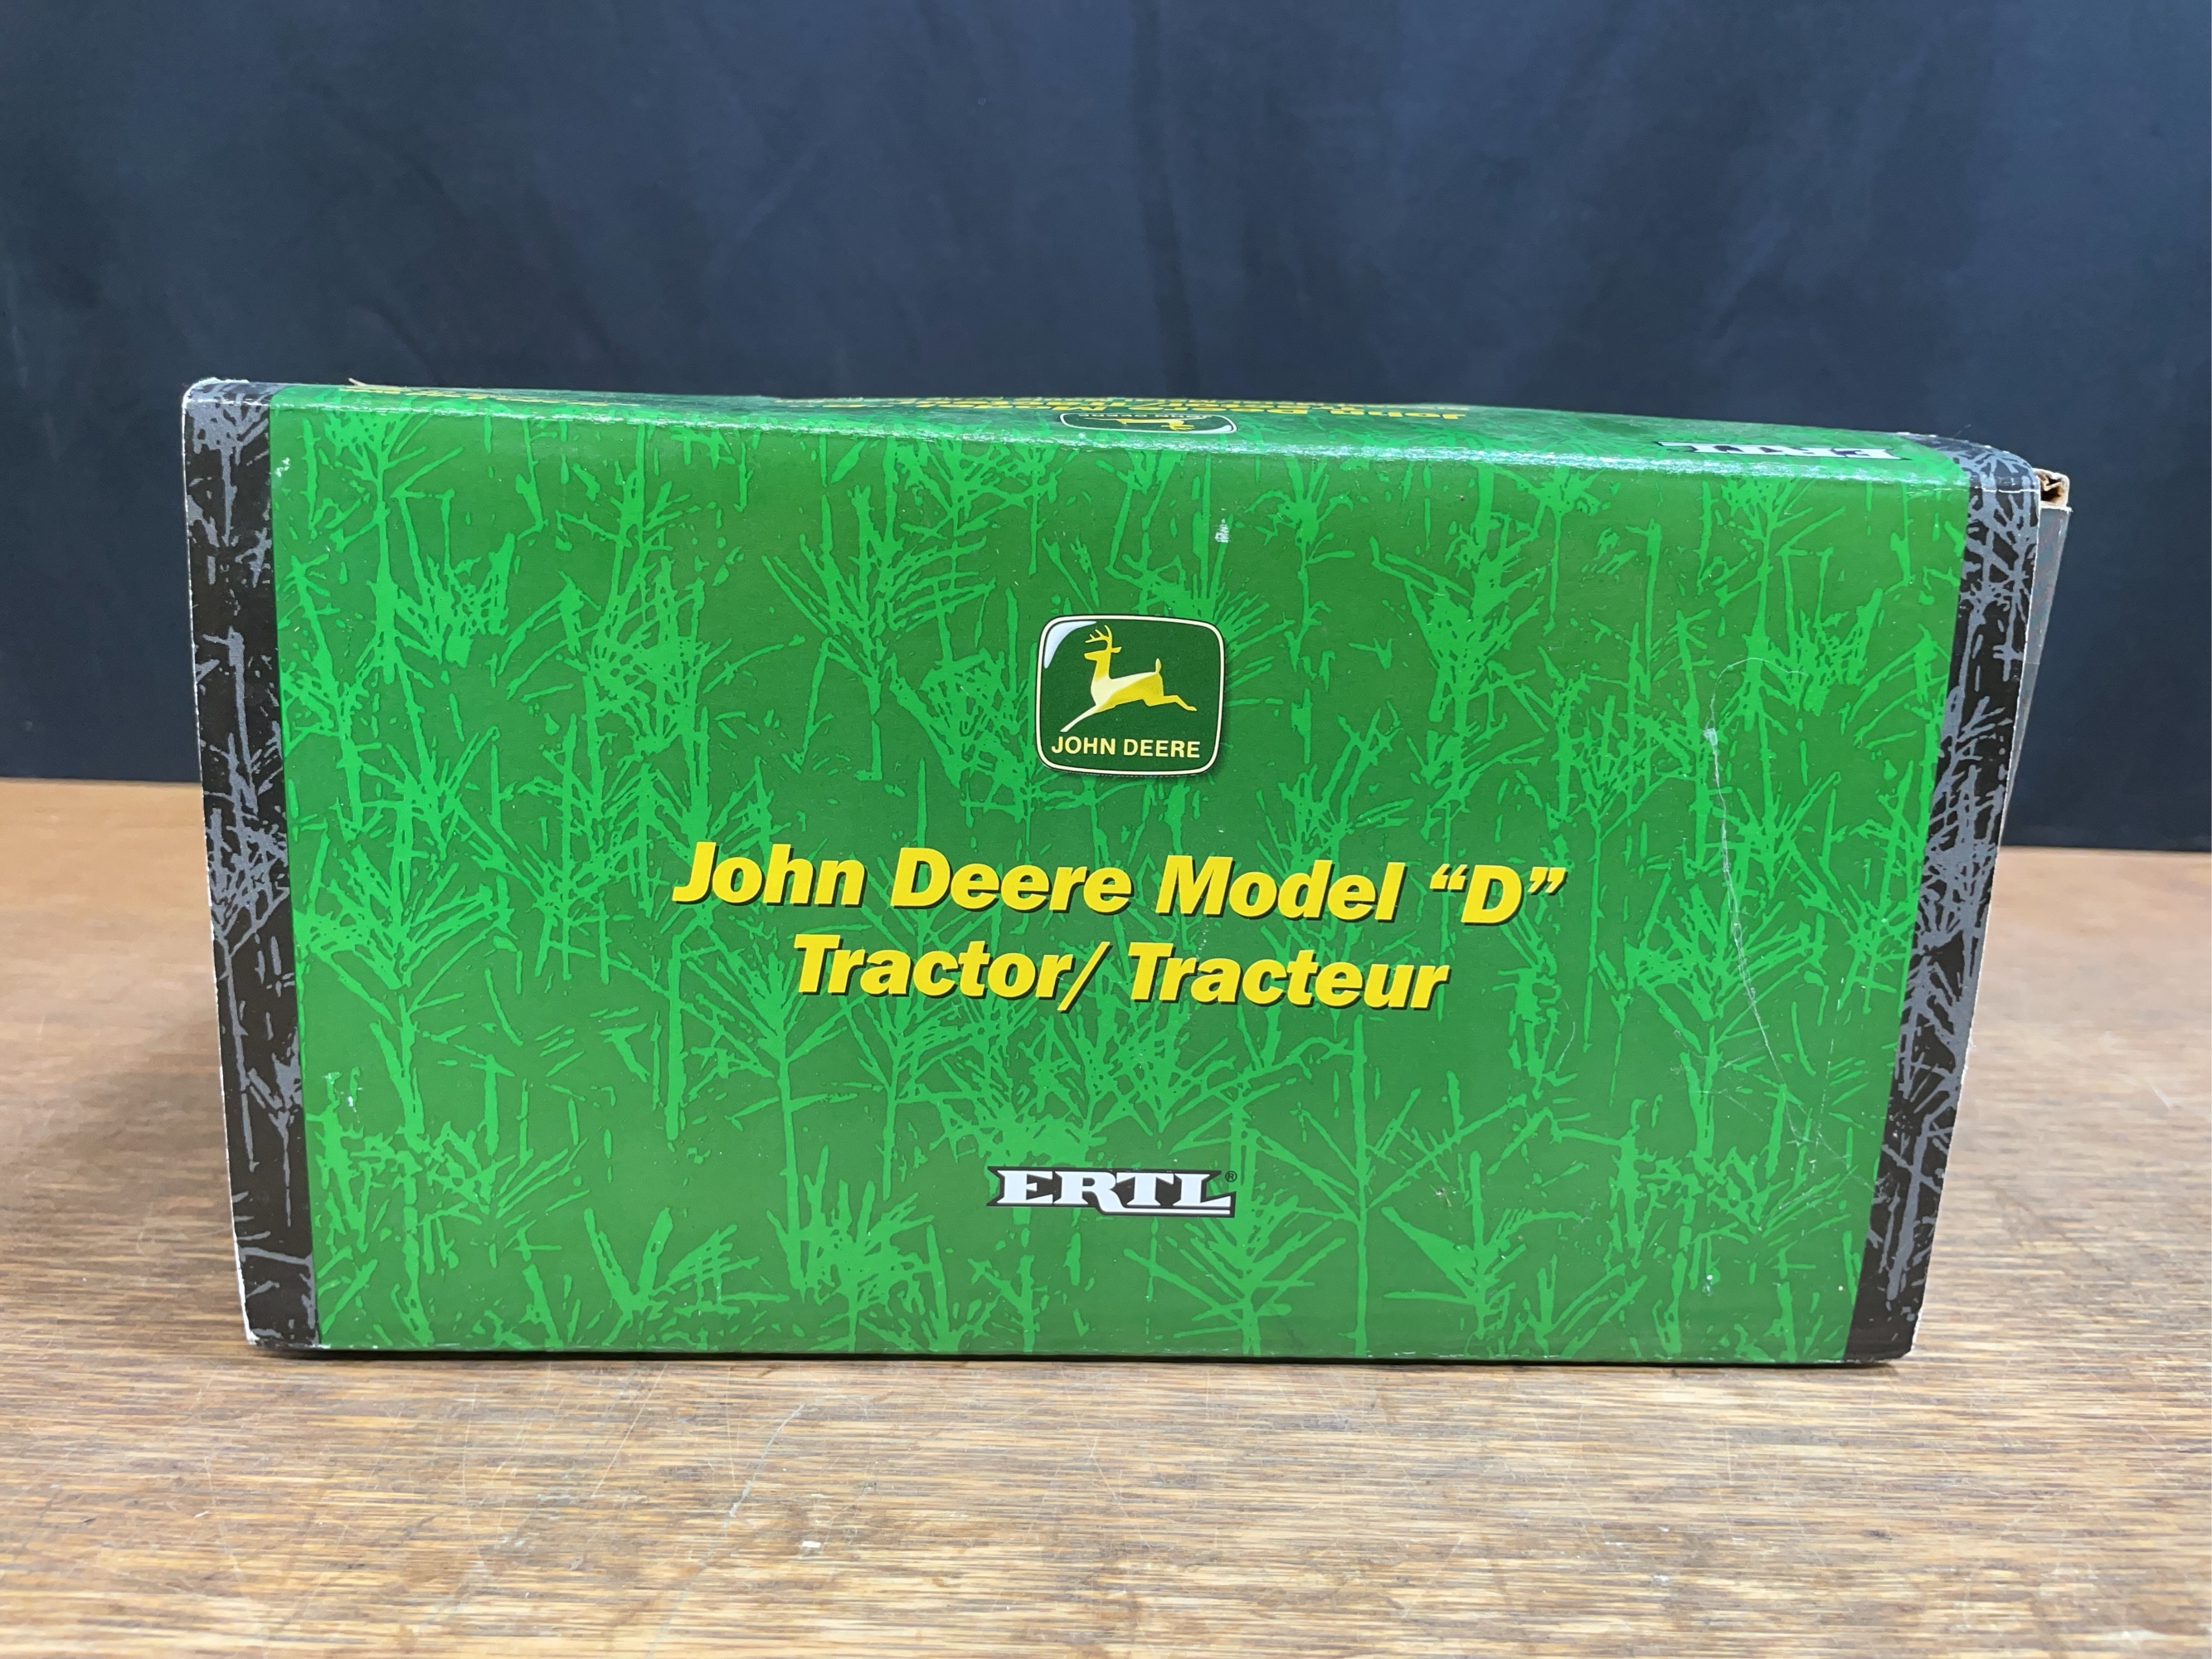 JOHN DEERE
John Deere Model “D”
Tractor/ Tracteur
ERTL®